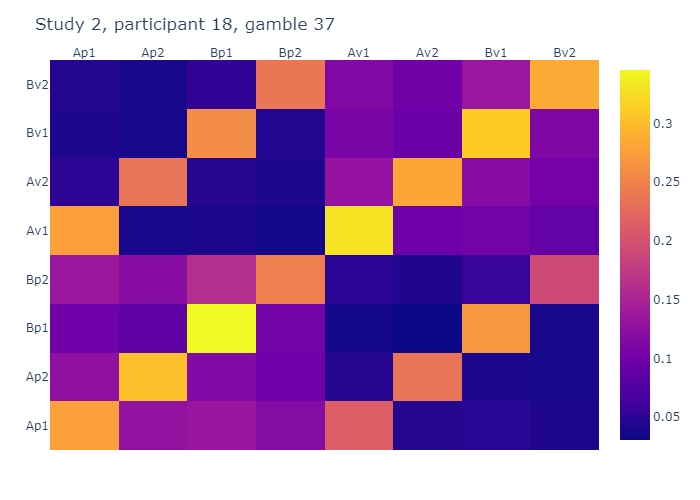 Study 2, participant 18, gamble 37
Ap1 Ap2 Bp1 Bp2 Av1 Av2 Bv1 Bv2
Bv2
Bv1
Av2
Av1
Bp2
Bp1
Ap2
Ap1
0.3
0.25
0.2
0.15
0.1
0.05